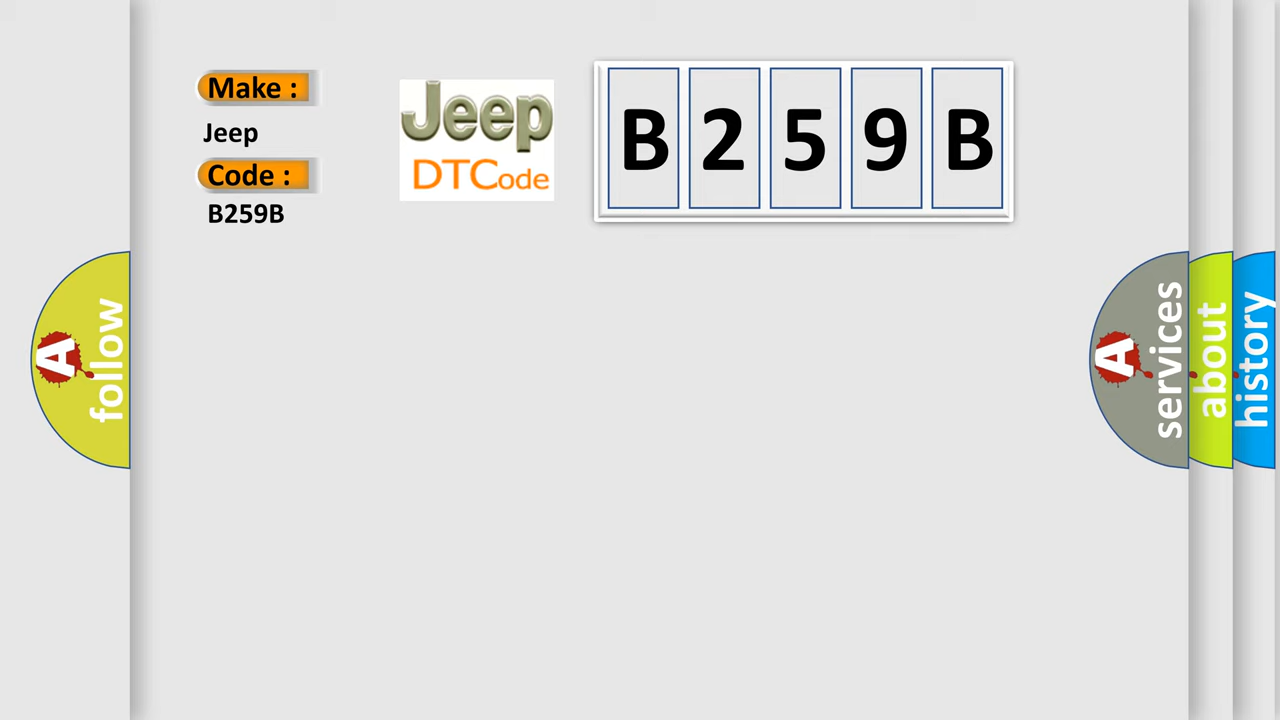 Make :
Jeep
Code :
B259B
Jeep
DTCode
B 2 5 9 B
A follow
A services
about
history